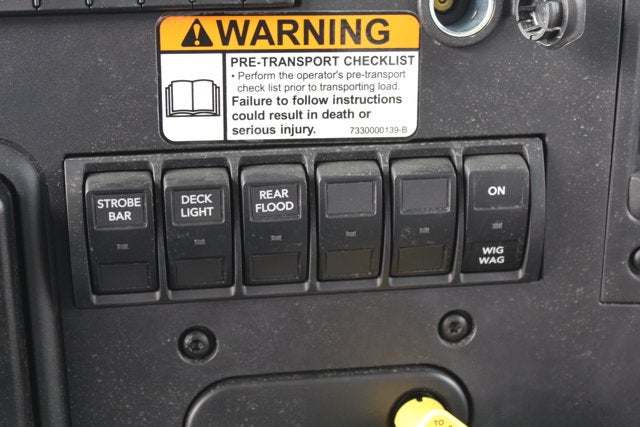 WARNING
PRE-TRANSPORT CHECKLIST
• Perform the operator's pre-transport
check list prior to transporting load.
Failure to follow instructions
could result in death or
serious injury.
7330000139-B
STROBE
BAR
DECK
LIGHT
REAR
FLOOD
ON
WIG
WAG
TO